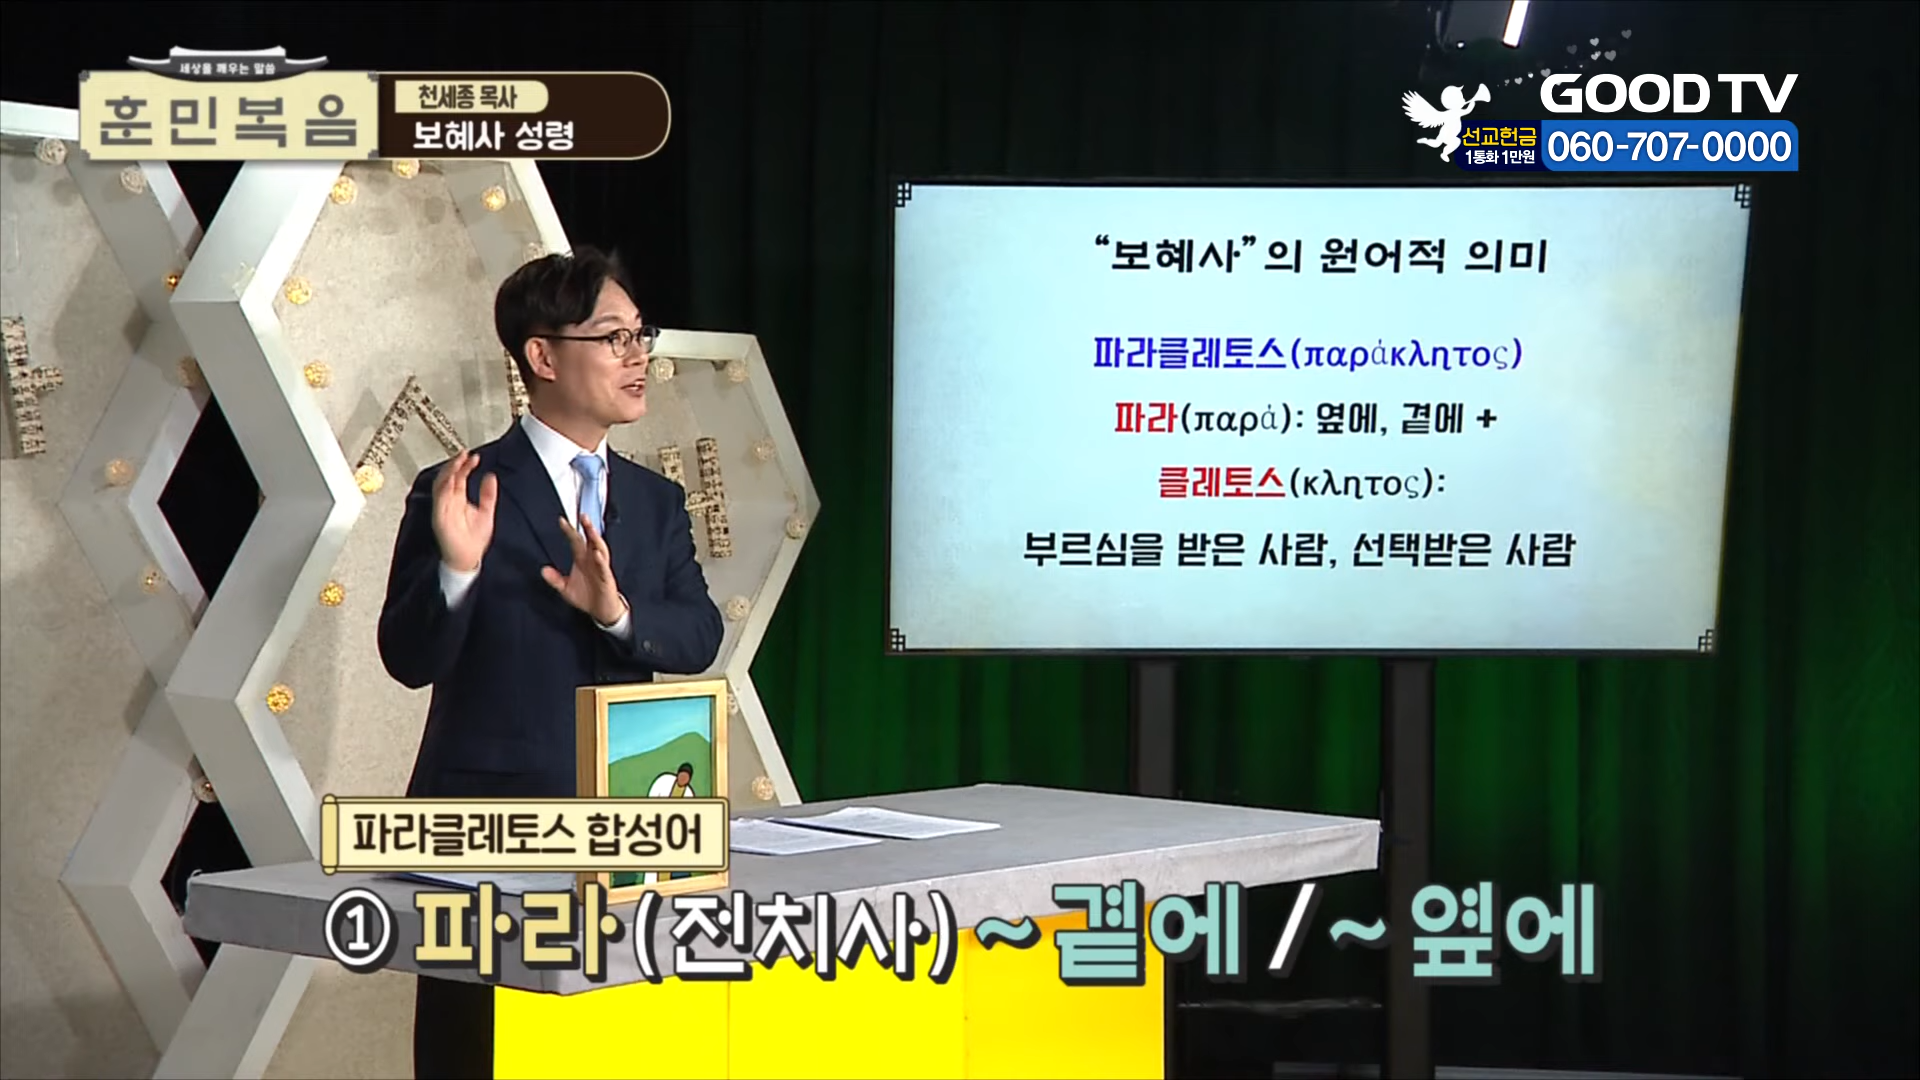 세상을 깨우는 말씀
훈민복음
천세종 목사
보혜사 성령
GOODTV
선교헌금
1통화 1만원
060-707-0000
“보혜사”의 원어적 의미
파라클레토스(παράκλητος)
파라(παρά): 옆에, 곁에 +
클레토스(κλητος):
부르심을 받은 사람, 선택받은 사람
파라클레토스 합성어
① 파라(전치사) ~곁에 / ~옆에